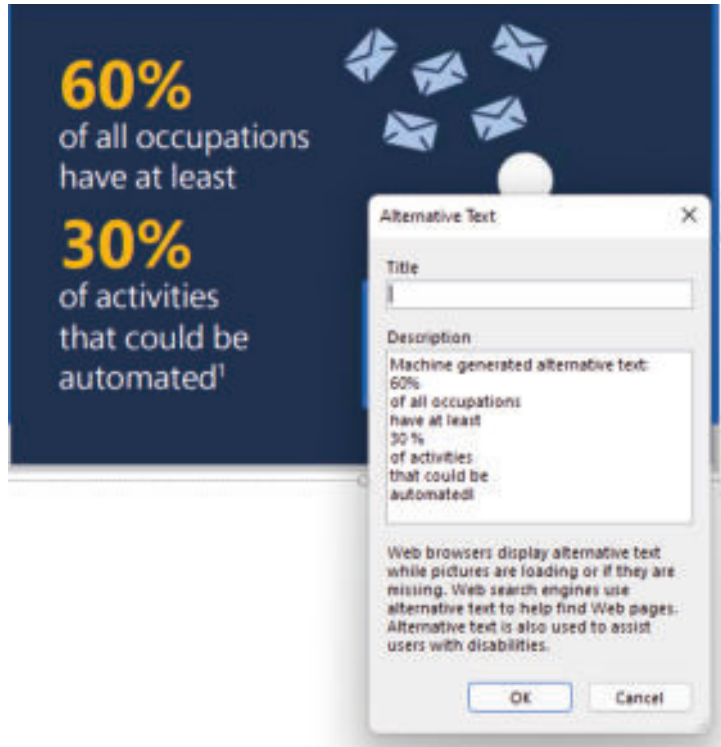 60%
of all occupations
have at least
30%
of activities
that could be
automated¹
Alternative Text
Title
Description
Machine generated alternative text:
60%
of all occupations
have at least
30 %
of activities
that could be
automatedl
Web browsers display alternative text
while pictures are loading or if they are
missing. Web search engines use
alternative text to help find Web pages.
Alternative text is also used to assist
users with disabilities.
OK
Cancel